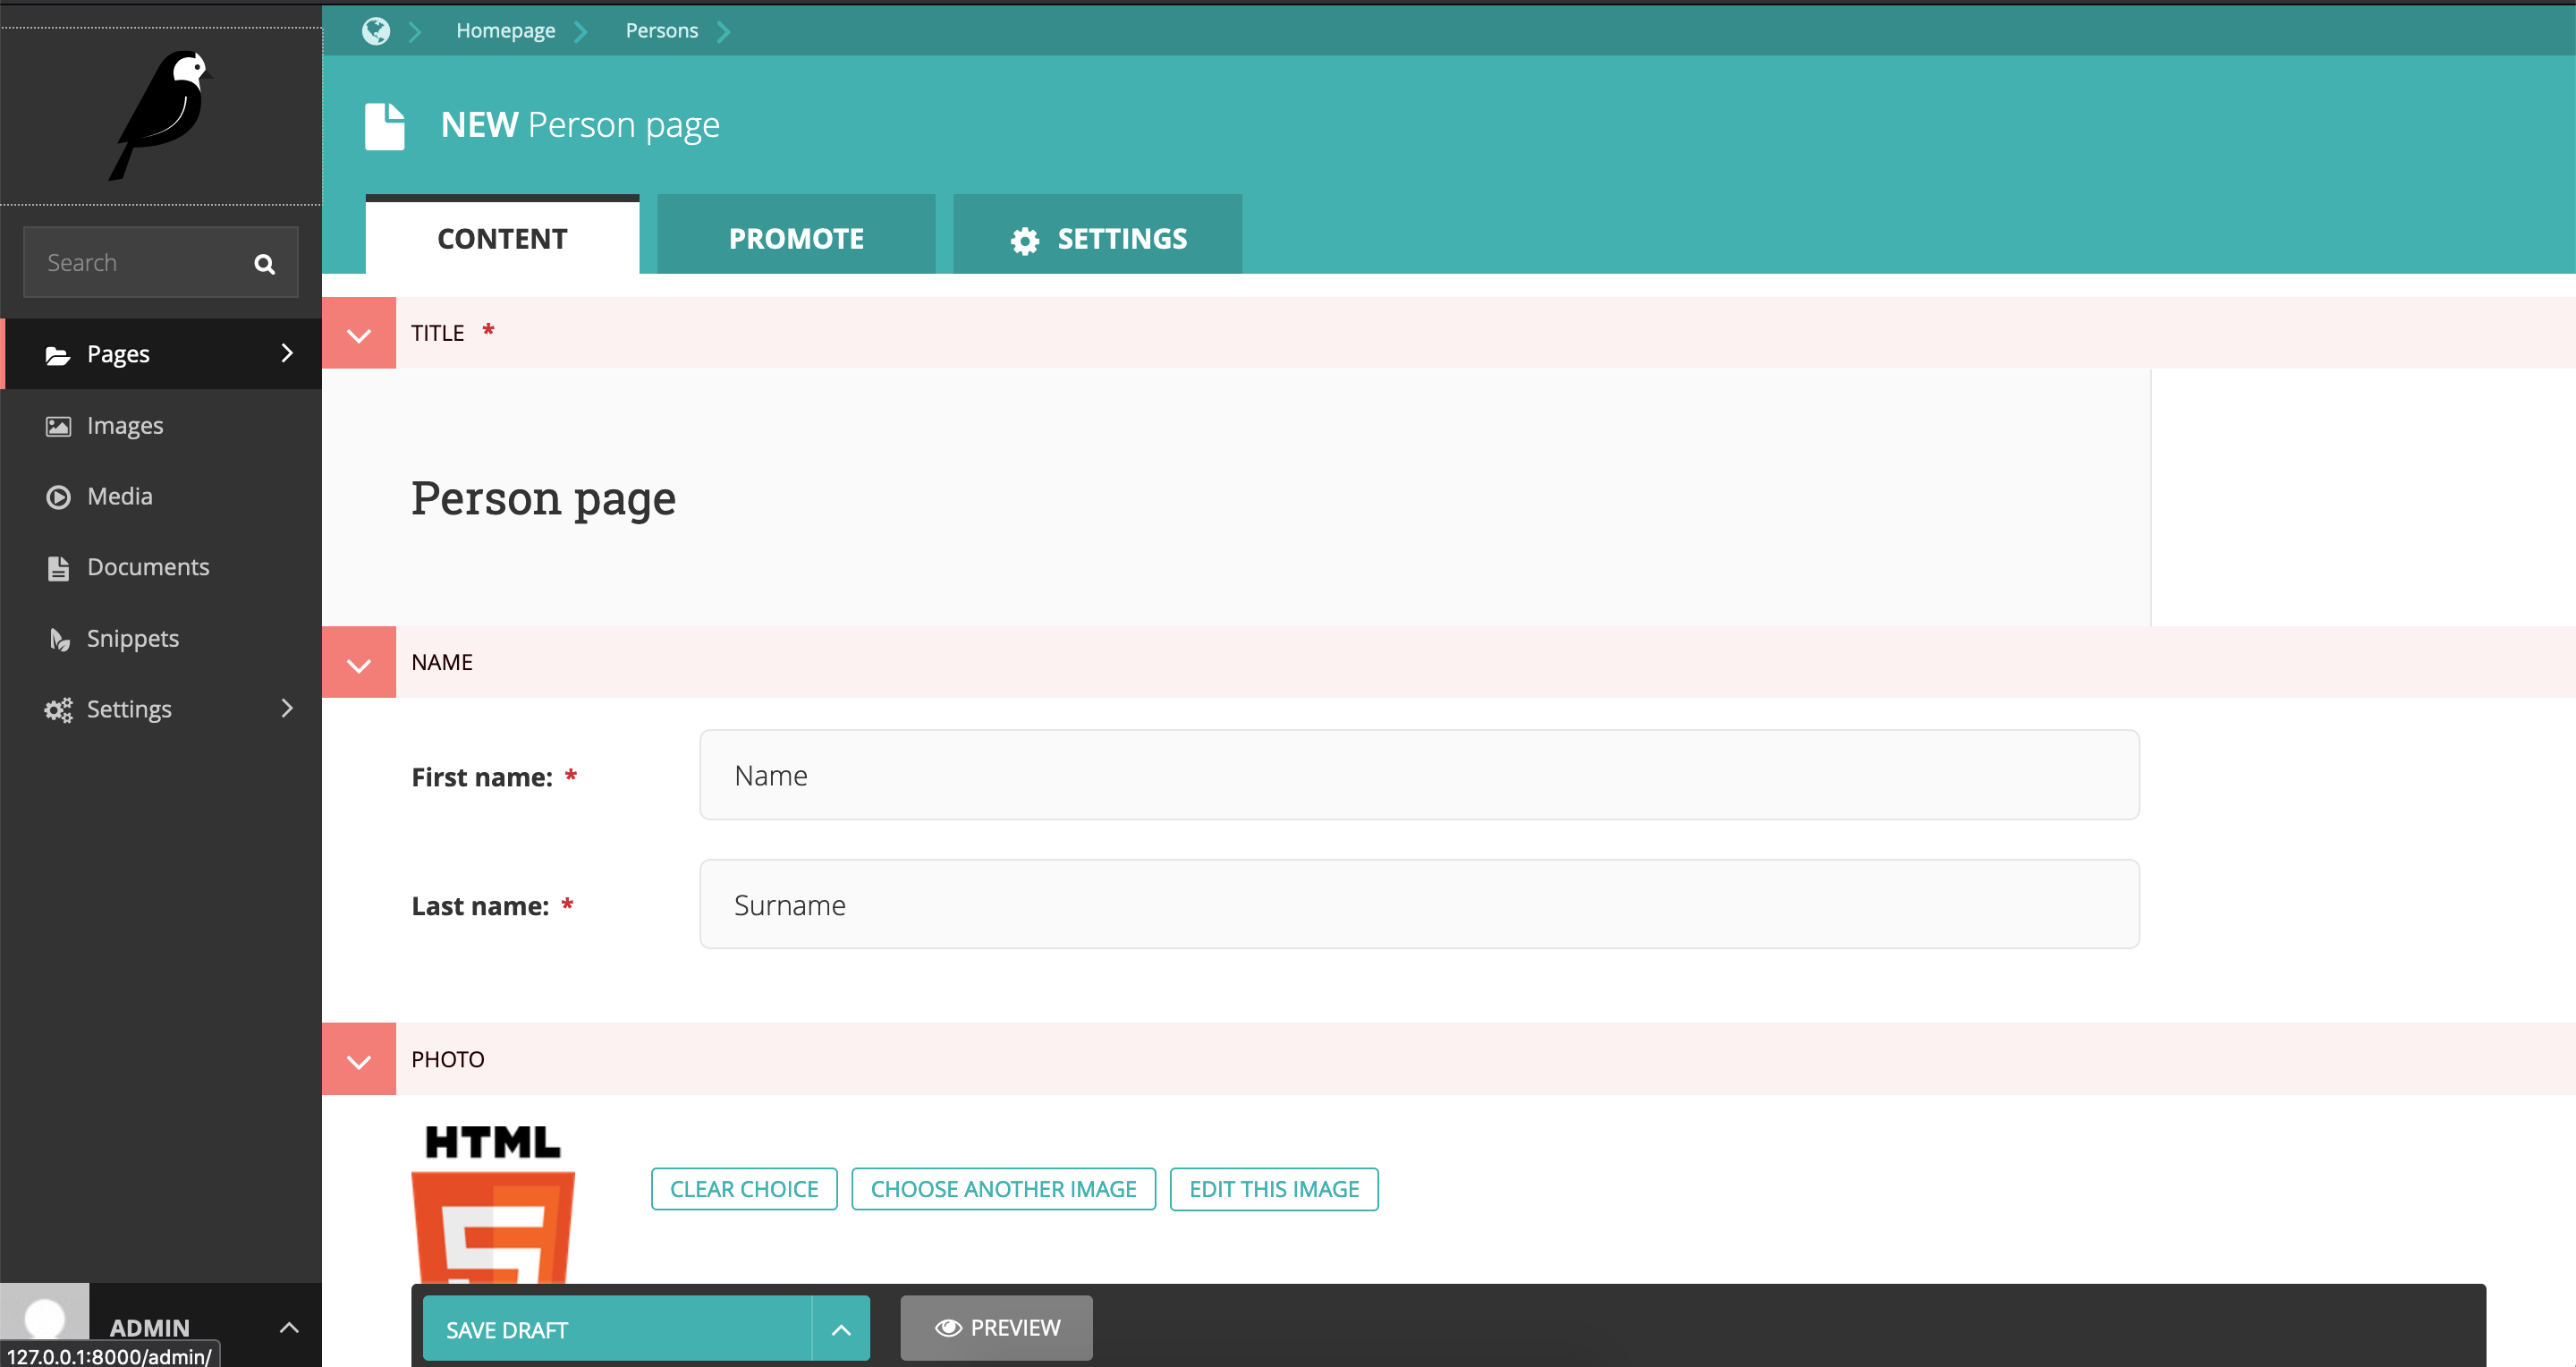 Homepage
Persons
NEW Person page
CONTENT
PROMOTE
SETTINGS
Search
Pages
Images
Media
Documents
Snippets
Settings
ADMIN
127.0.0.1:8000/admin/
TITLE *
Person page
NAME
First name: *
Name
Last name: *
Surname
PHOTO
HTML
CLEAR CHOICE
CHOOSE ANOTHER IMAGE
EDIT THIS IMAGE
SAVE DRAFT
PREVIEW